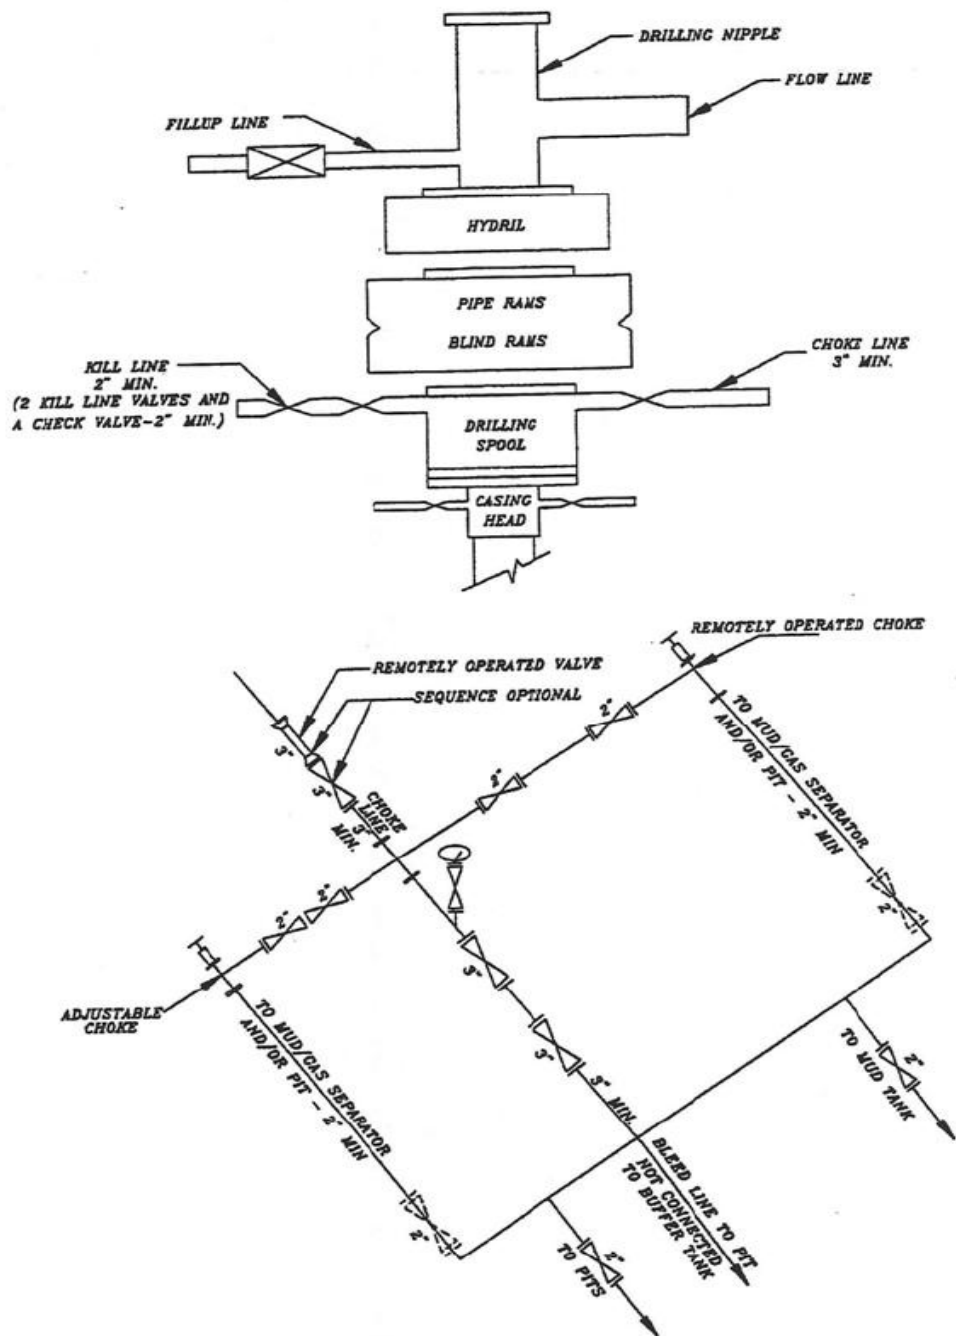 DRILLING NIPPLE
FLOW LINE
FILLUP LINE
HYDRIL
PIPE RAMS
BLIND RAMS
KILL LINE
2" MIN.
(2 KILL LINE VALVES AND
A CHECK VALVE-2" MIN.)
CHOKE LINE
3" MIN.
DRILLING
SPOOL
CASING
HEAD
REMOTELY OPERATED CHOKE
REMOTELY OPERATED VALVE
SEQUENCE OPTIONAL
3"
3"
CHOKE
LINE
3"
MIN.
2"
2"
TO MUD/GAS SEPARATOR
AND/OR PIT - 2" MIN
2"
2"
2"
ADJUSTABLE
CHOKE
TO MUD/GAS SEPARATOR
AND/OR PIT - 2" MIN
2"
3"
3"
3" MIN.
BLEED LINE TO PIT
NOT CONNECTED
TO BUFFER TANK
2"
TO MUD TANK
2"
TO PITS